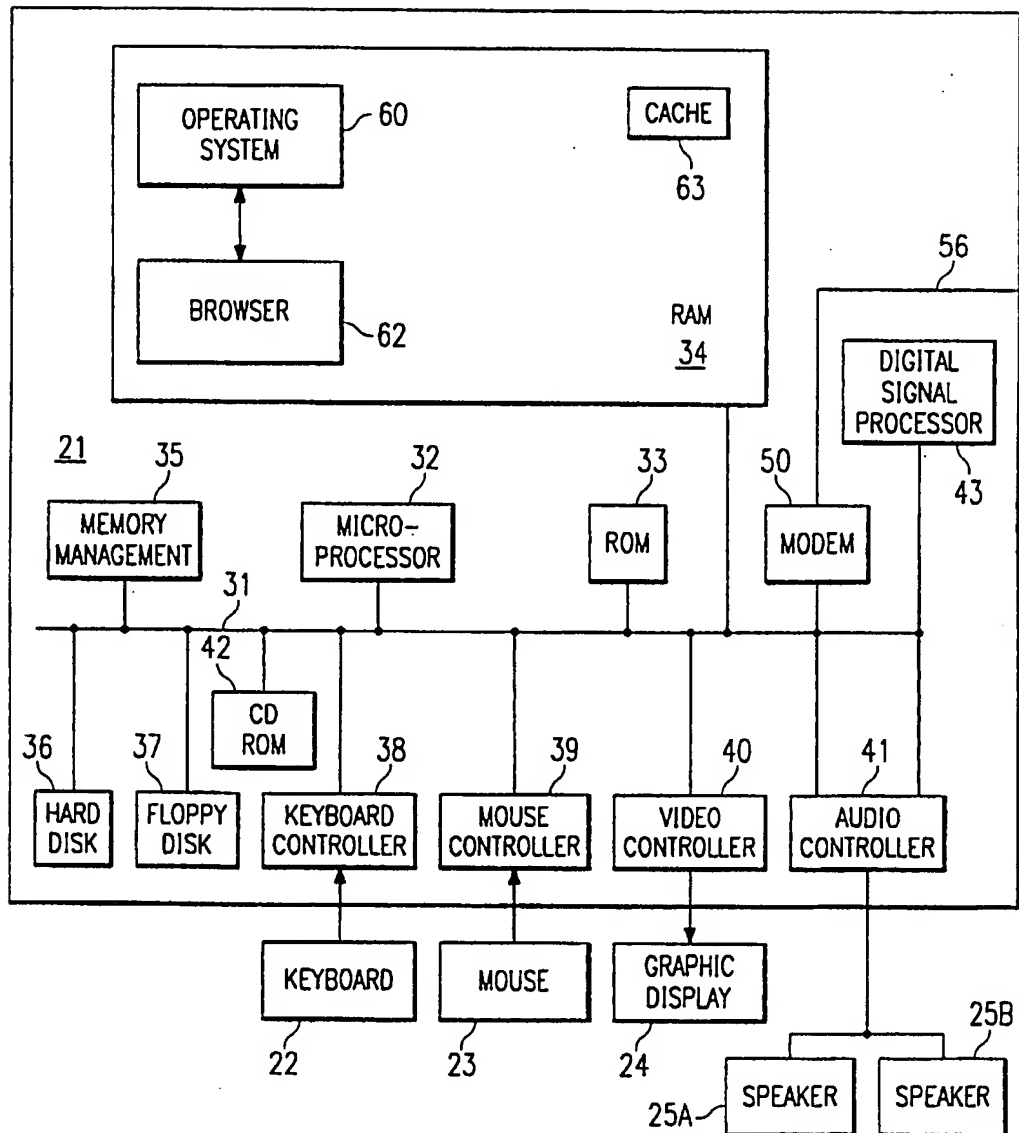 OPERATING
SYSTEM
60
CACHE
63
BROWSER
62
RAM
34
56
DIGITAL
SIGNAL
PROCESSOR
43
21
35
MEMORY
MANAGEMENT
32
MICRO-
PROCESSOR
33
ROM
50
MODEM
31
42
CD
ROM
36
HARD
DISK
37
FLOPPY
DISK
38
KEYBOARD
CONTROLLER
39
MOUSE
CONTROLLER
40
VIDEO
CONTROLLER
41
AUDIO
CONTROLLER
KEYBOARD
22
MOUSE
23
GRAPHIC
DISPLAY
24
25A
SPEAKER
25B
SPEAKER